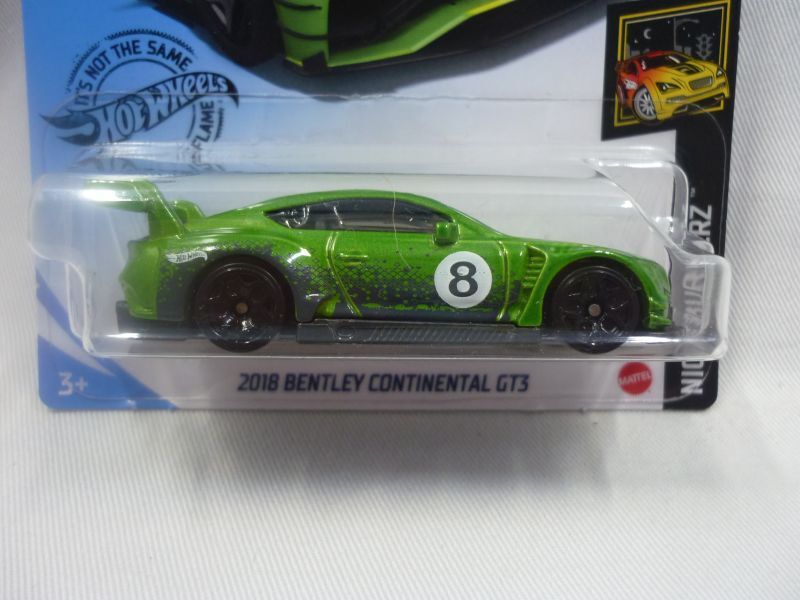 IT'S NOT THE SAME
HOT WHEELS
FLAME
HOT WHEELS
8
3+
2018 BENTLEY CONTINENTAL GT3
MATTEL